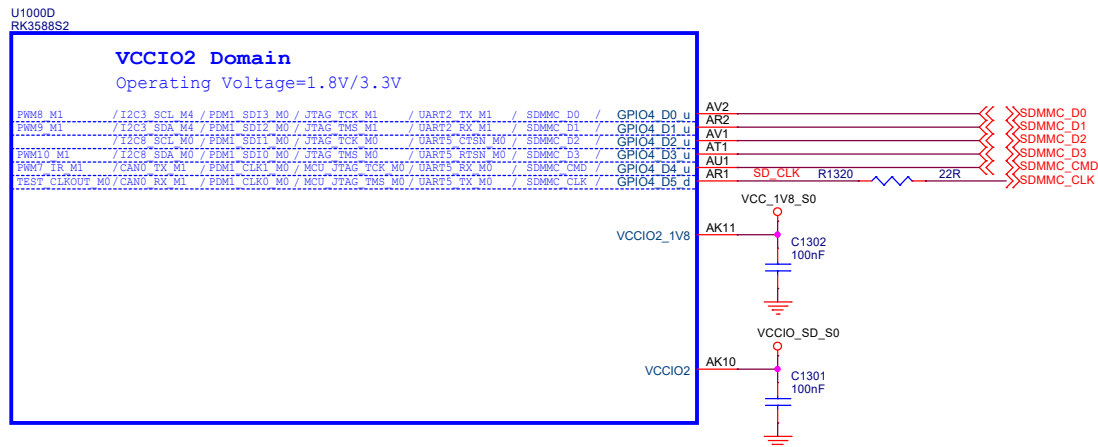 U1000D
RK3588S2
VCCIO2 Domain
Operating Voltage=1.8V/3.3V
PWM8_M1 /I2C3_SCL_M4 /PDM1_SDI3_M0 /JTAG_TCK_M1 /UART2_TX_M1 / SDMMC_D0 / GPIO4_D0_u AV2 SDMMC_D0
PWM9_M1 /I2C3_SDA_M4 /PDM1_SDI2_M0 /JTAG_TMS_M1 /UART2_RX_M1 / SDMMC_D1 / GPIO4_D1_u AR2 SDMMC_D1
/I2C8_SCL_M0 /PDM1_SDI1_M0 /JTAG_TCK_M0 /UART5_CTSN_M0 / SDMMC_D2 / GPIO4_D2_u AV1 SDMMC_D2
PWM10_M1 /I2C8_SDA_M0 /PDM1_SDI0_M0 /JTAG_TMS_M0 /UART5_RTSN_M0 / SDMMC_D3 / GPIO4_D3_u AT1 SDMMC_D3
PWM7_IR_M1 /CAN0_TX_M1 /PDM1_CLK1_M0 /MCU_JTAG_TCK_M0 /UART5_RX_M0 / SDMMC_CMD / GPIO4_D4_u AU1 SDMMC_CMD
TEST_CLKOUT_M0 /CAN0_RX_M1 /PDM1_CLK0_M0 /MCU_JTAG_TMS_M0 /UART5_TX_M0 / SDMMC_CLK / GPIO4_D5_d AR1 SD_CLK R1320 22R SDMMC_CLK
VCC_1V8_S0
VCCIO2_1V8 AK11
C1302
100nF
VCCIO_SD_S0
VCCIO2 AK10
C1301
100nF